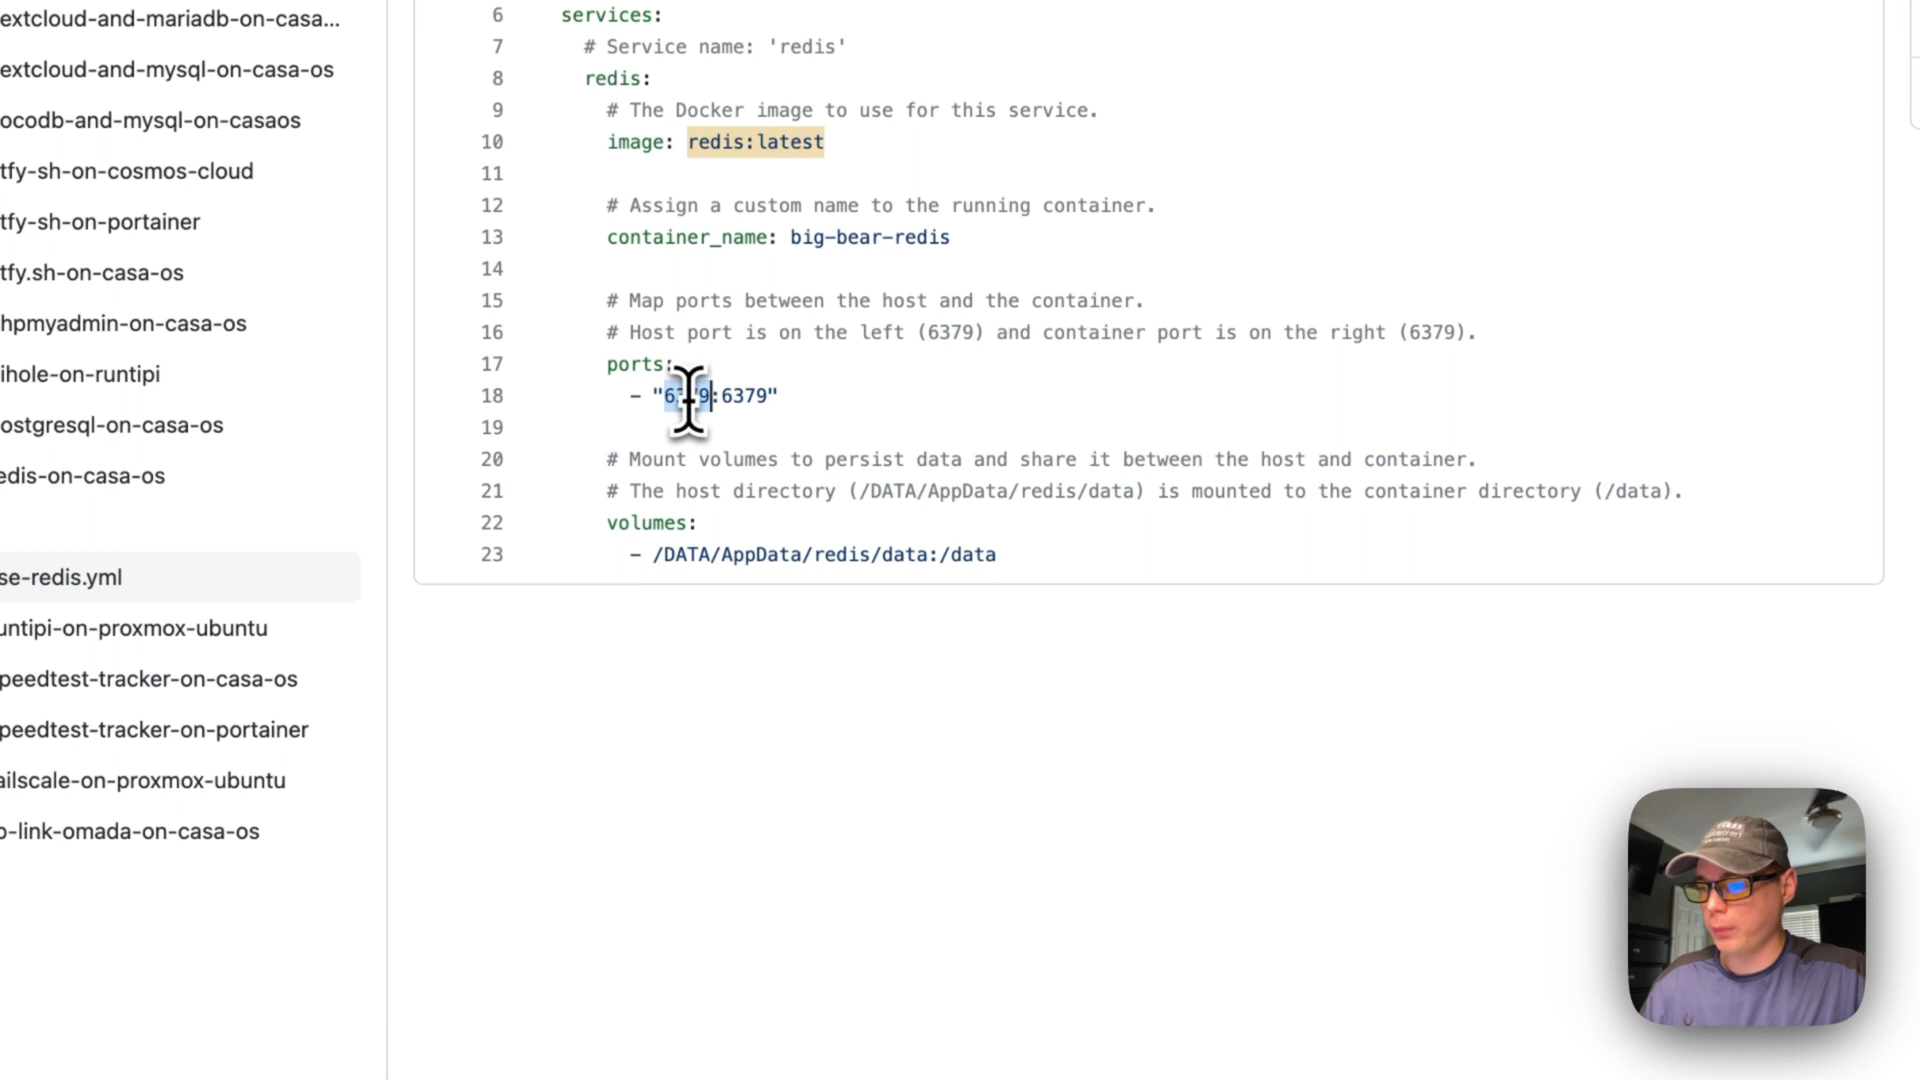 extcloud-and-mariadb-on-casa...
extcloud-and-mysql-on-casa-os
ocodb-and-mysql-on-casaos
tfy-sh-on-cosmos-cloud
tfy-sh-on-portainer
tfy.sh-on-casa-os
hpmyadmin-on-casa-os
ihole-on-runtipi
ostgresql-on-casa-os
edis-on-casa-os
se-redis.yml
untipi-on-proxmox-ubuntu
peedtest-tracker-on-casa-os
peedtest-tracker-on-portainer
ailscale-on-proxmox-ubuntu
p-link-omada-on-casa-os
6 services:
7 # Service name: 'redis'
8 redis:
9 # The Docker image to use for this service.
10 image: redis:latest
11
12 # Assign a custom name to the running container.
13 container_name: big-bear-redis
14
15 # Map ports between the host and the container.
16 # Host port is on the left (6379) and container port is on the right (6379).
17 ports:
18 - "6379:6379"
19
20 # Mount volumes to persist data and share it between the host and container.
21 # The host directory (/DATA/AppData/redis/data) is mounted to the container directory (/data).
22 volumes:
23 - /DATA/AppData/redis/data:/data